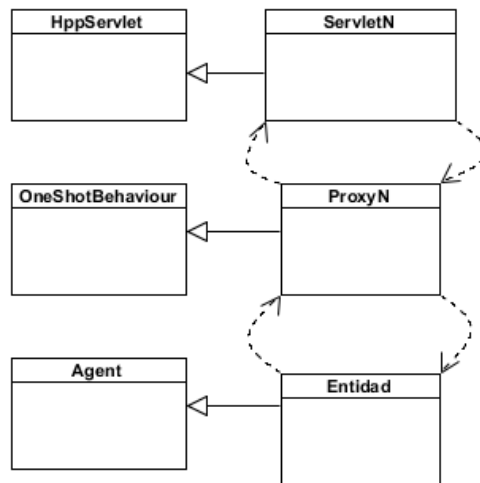 HppServlet
ServletN
OneShotBehaviour
ProxyN
Agent
Entidad